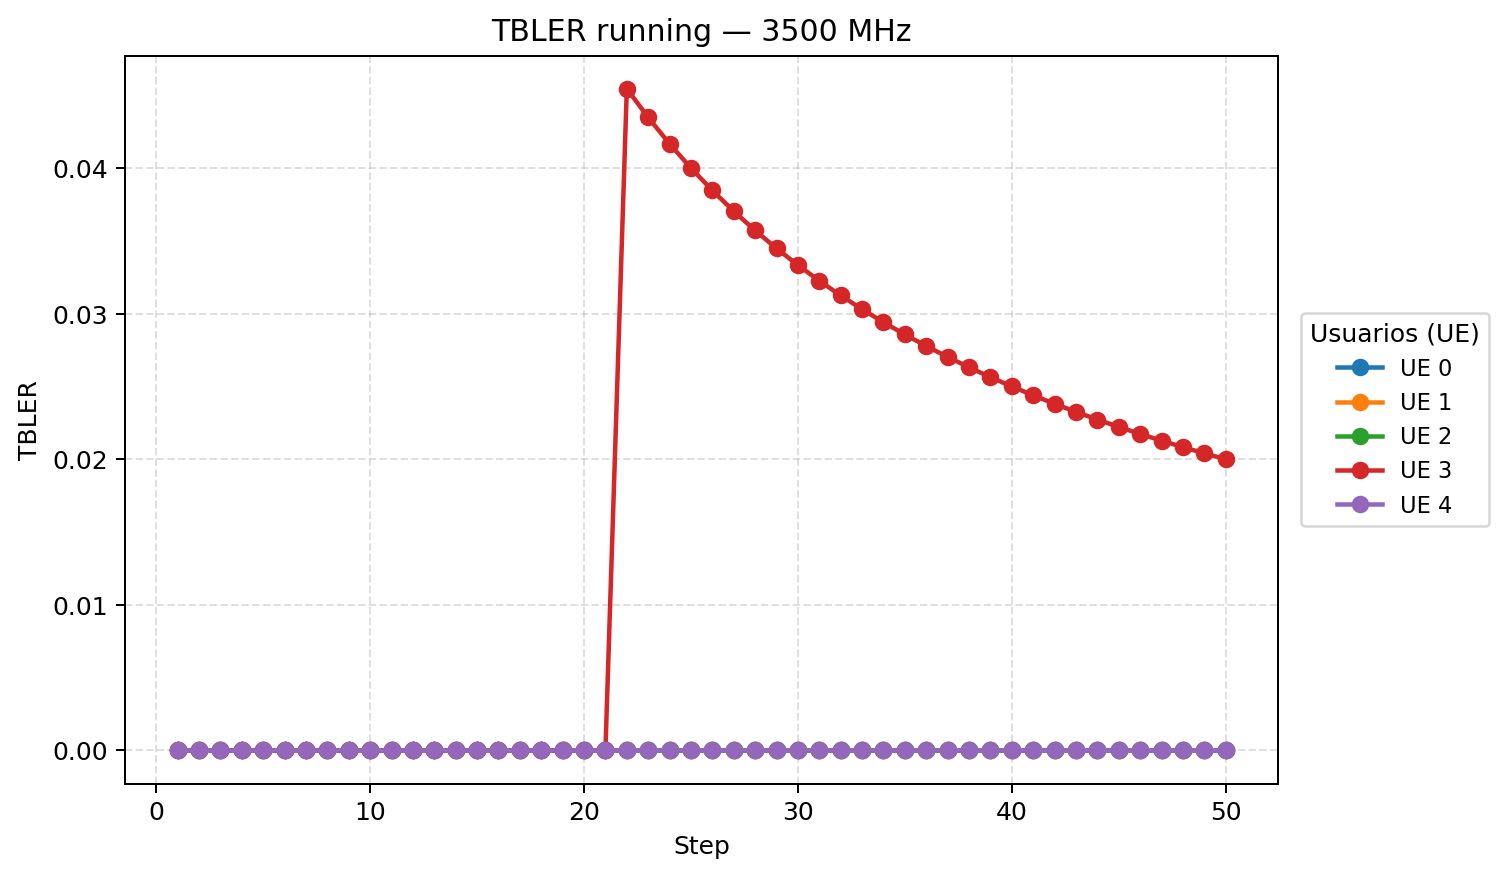 TBLER running — 3500 MHz
TBLER
0.04
0.03
0.02
0.01
0.00
0 10 20 30 40 50
Step
Usuarios (UE)
UE 0
UE 1
UE 2
UE 3
UE 4